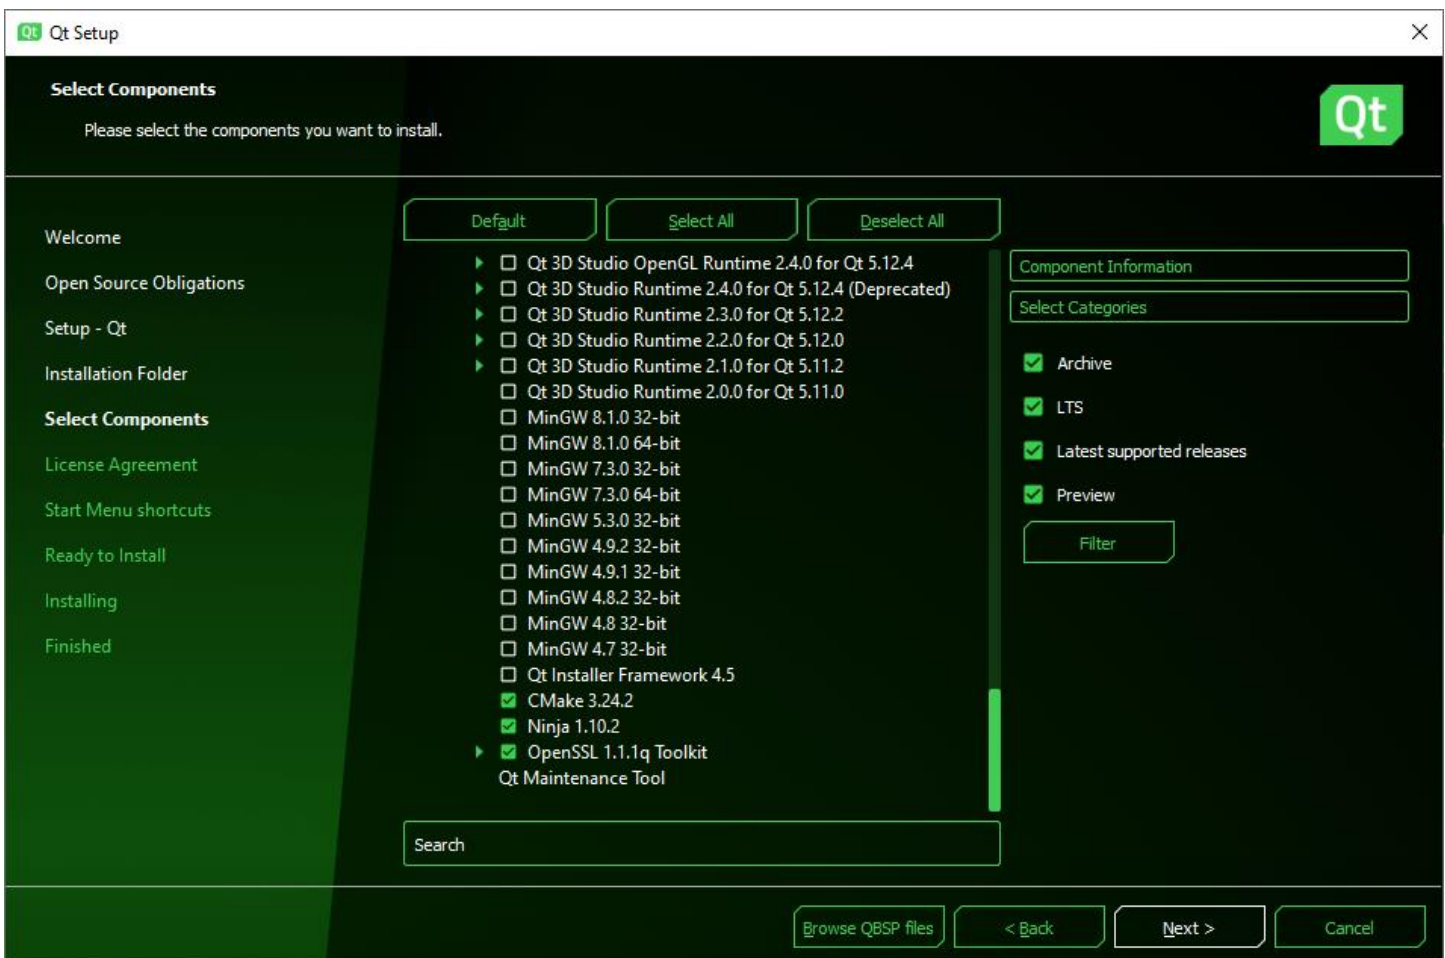 Qt Qt Setup
Select Components
Please select the components you want to install.
Qt
Welcome
Open Source Obligations
Setup - Qt
Installation Folder
Select Components
License Agreement
Start Menu shortcuts
Ready to Install
Installing
Finished
Default Select All Deselect All
Qt 3D Studio OpenGL Runtime 2.4.0 for Qt 5.12.4
Qt 3D Studio Runtime 2.4.0 for Qt 5.12.4 (Deprecated)
Qt 3D Studio Runtime 2.3.0 for Qt 5.12.2
Qt 3D Studio Runtime 2.2.0 for Qt 5.12.0
Qt 3D Studio Runtime 2.1.0 for Qt 5.11.2
Qt 3D Studio Runtime 2.0.0 for Qt 5.11.0
MinGW 8.1.0 32-bit
MinGW 8.1.0 64-bit
MinGW 7.3.0 32-bit
MinGW 7.3.0 64-bit
MinGW 5.3.0 32-bit
MinGW 4.9.2 32-bit
MinGW 4.9.1 32-bit
MinGW 4.8.2 32-bit
MinGW 4.8 32-bit
MinGW 4.7 32-bit
Qt Installer Framework 4.5
CMake 3.24.2
Ninja 1.10.2
OpenSSL 1.1.1q Toolkit
Qt Maintenance Tool
Search
Component Information
Select Categories
Archive
LTS
Latest supported releases
Preview
Filter
Browse QBSP files < Back Next > Cancel